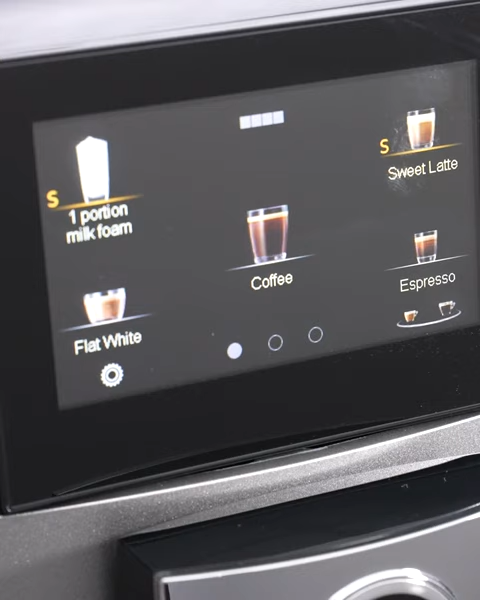 S
1 portion
milk foam
S
Sweet Latte
Coffee
Flat White
Espresso